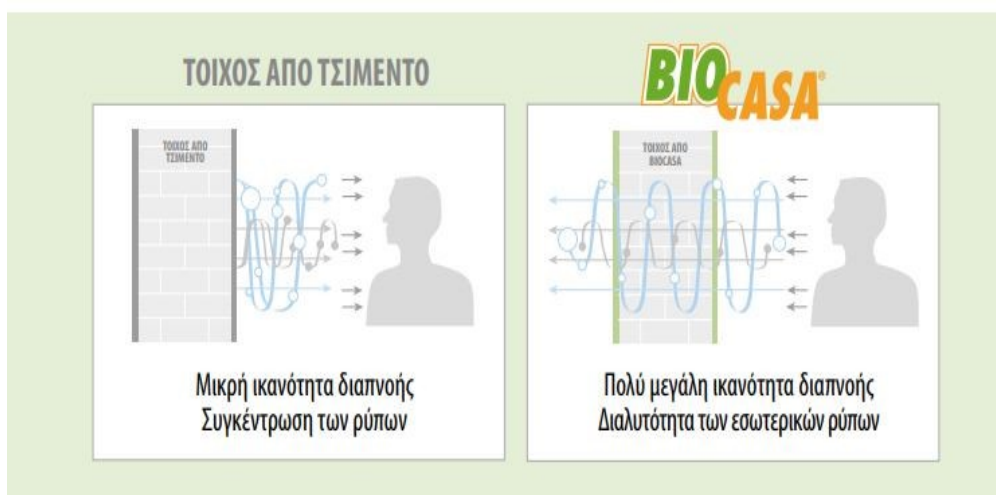 ΤΟΙΧΟΣ ΑΠΟ ΤΣΙΜΕΝΤΟ
ΤΟΙΧΟΣ ΑΠΟ
ΤΣΙΜΕΝΤΟ
Μικρή ικανότητα διαπνοής
Συγκέντρωση των ρύπων
BIOCASA®
ΤΟΙΧΟΣ ΑΠΟ
BIOCASA
Πολύ μεγάλη ικανότητα διαπνοής
Διαλυτότητα των εσωτερικών ρύπων